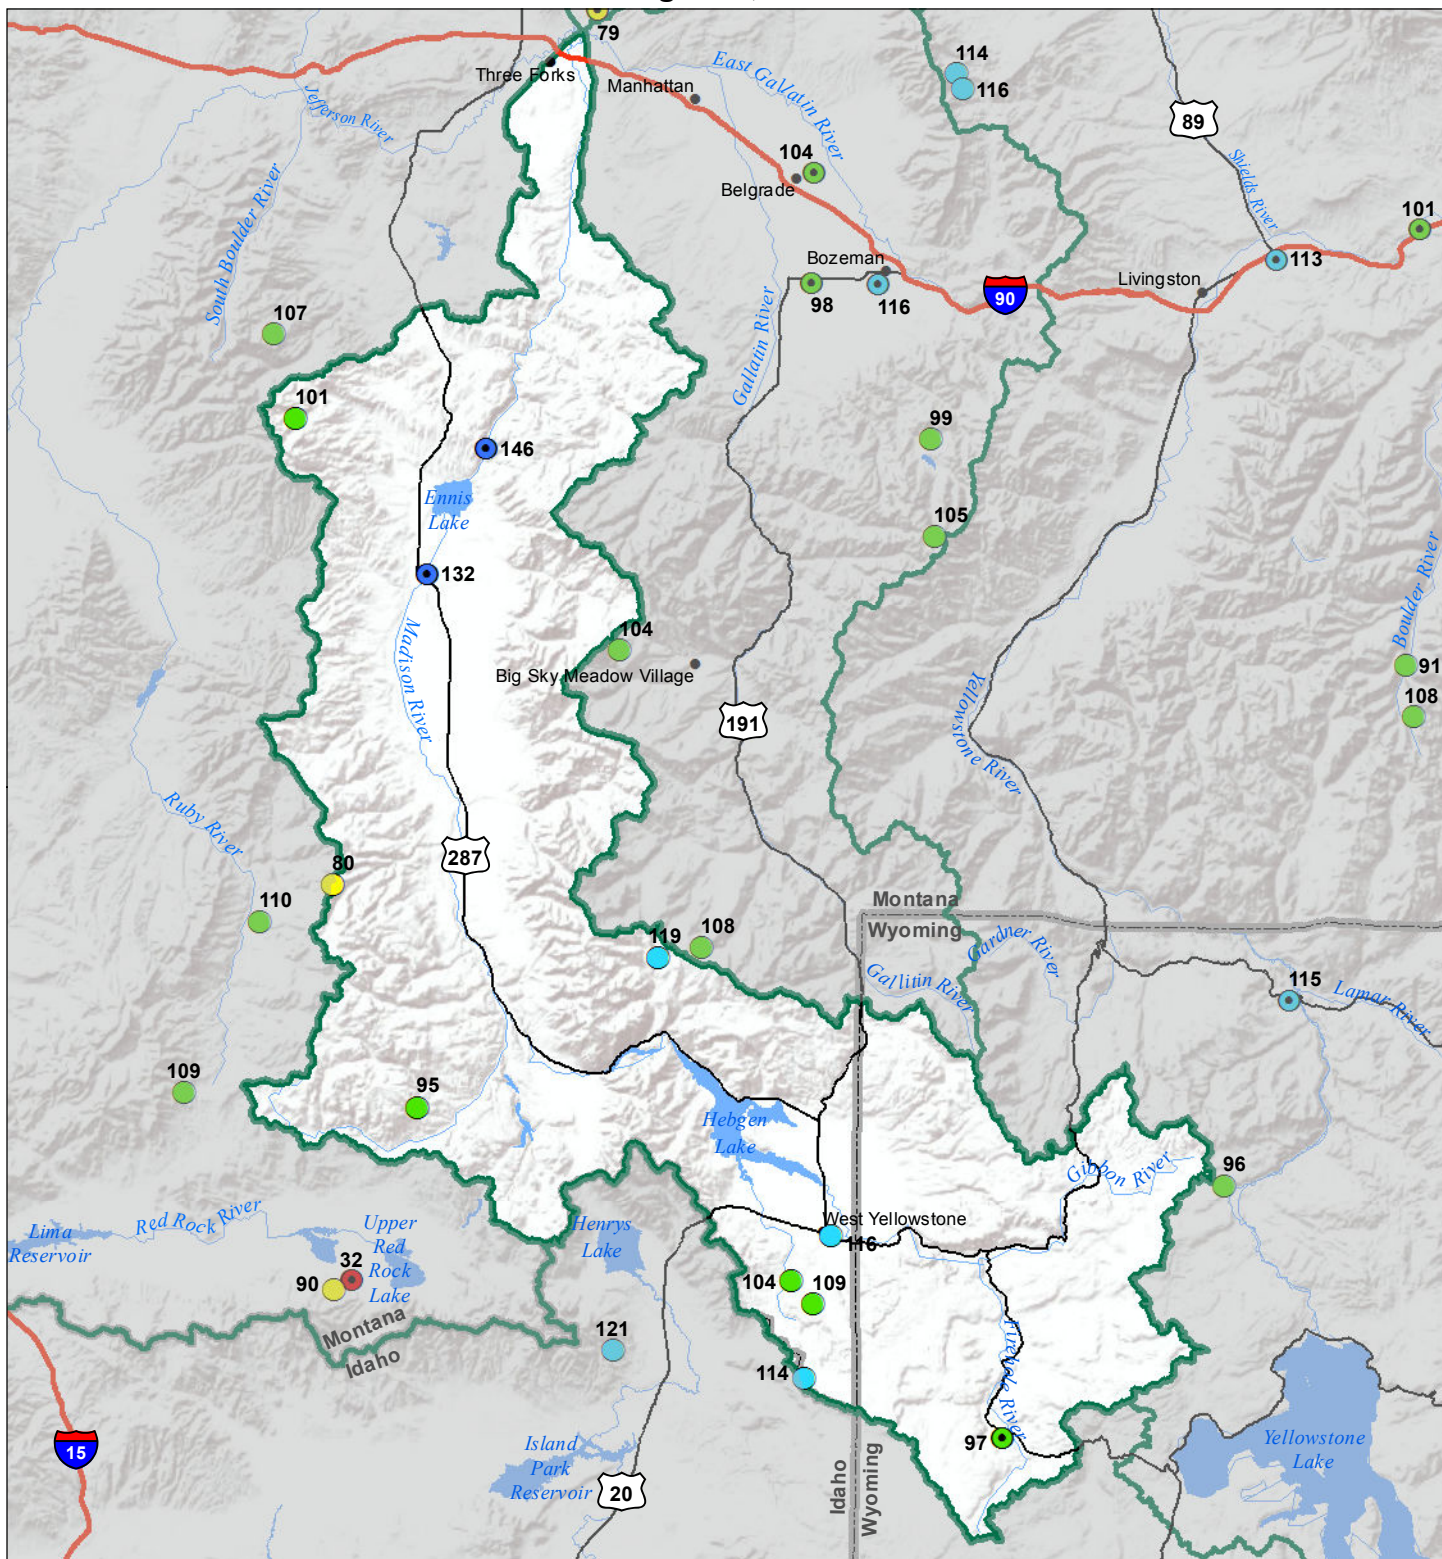 79
Three Forks
Manhattan
East Gallatin River
114
116
89
Jefferson River
Shields River
104
Belgrade
South Boulder River
101
Bozeman
113
Livingston
90
98
116
Gallatin River
107
101
99
146
Ennis
Lake
105
132
Boulder River
Madison River
104
Big Sky Meadow Village
91
108
191
Yellowstone River
Ruby River
287
80
110
Montana
Wyoming
119
108
Gardner River
Gallitin River
115
Lamar River
109
95
Hebgen
Lake
Gibbon River
96
Lima
Reservoir
Red Rock River
Upper
Red
Rock
Lake
Henrys
Lake
West Yellowstone
116
32
90
104
109
Montana
Idaho
121
114
Firehole River
97
15
Island
Park
Reservoir
20
Idaho
Wyoming
Yellowstone
Lake